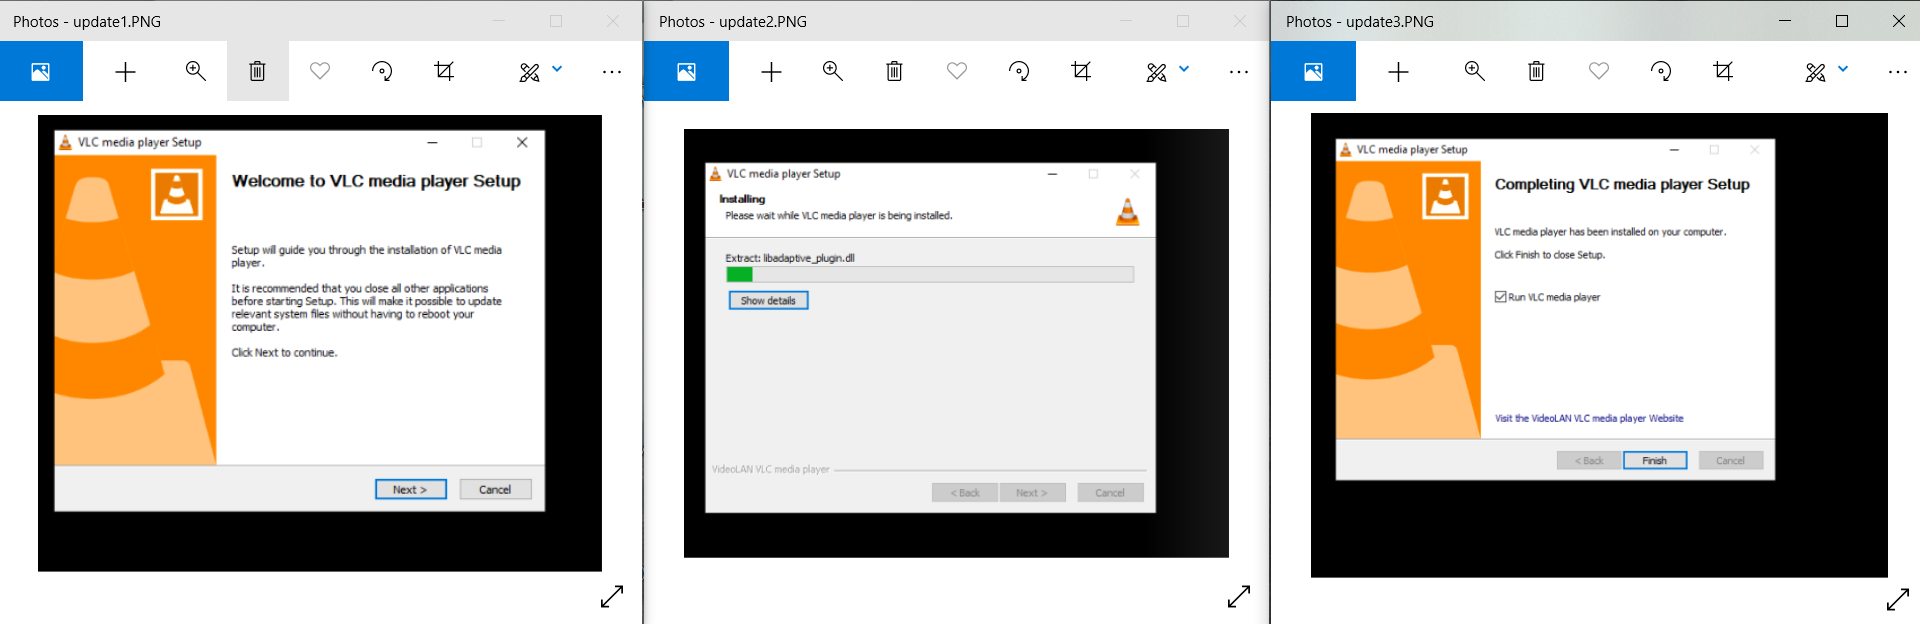 Photos - update1.PNG
VLC media player Setup
Welcome to VLC media player Setup
Setup will guide you through the installation of VLC media
player.
It is recommended that you close all other applications
before starting Setup. This will make it possible to update
relevant system files without having to reboot your
computer.
Click Next to continue.
Next >
Cancel
Photos - update2.PNG
VLC media player Setup
Installing
Please wait while VLC media player is being installed.
Extract: libadaptive_plugin.dll
Show details
VideoLAN VLC media player
< Back
Next >
Cancel
Photos - update3.PNG
VLC media player Setup
Completing VLC media player Setup
VLC media player has been installed on your computer.
Click Finish to close Setup.
Run VLC media player
Visit the VideoLAN VLC media player Website
< Back
Finish
Cancel